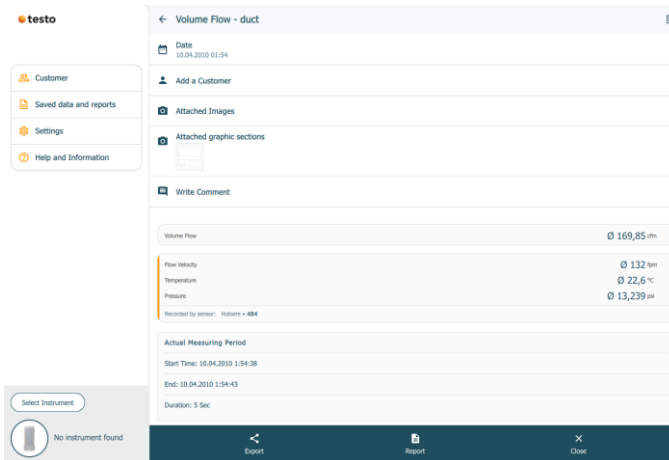 testo
Customer
Saved data and reports
Settings
Help and Information
Select Instrument
No instrument found
Volume Flow - duct
Date
10.04.2010 01:54
Add a Customer
Attached Images
Attached graphic sections
Write Comment
Volume Flow Ø 169,85 cfm
Flow Velocity Ø 132 fpm
Temperature Ø 22,6 °C
Pressure Ø 13,239 psi
Recorded by sensor: Hotwire • 484
Actual Measuring Period
Start Time: 10.04.2010 1:54:38
End: 10.04.2010 1:54:43
Duration: 5 Sec
Export Report Close